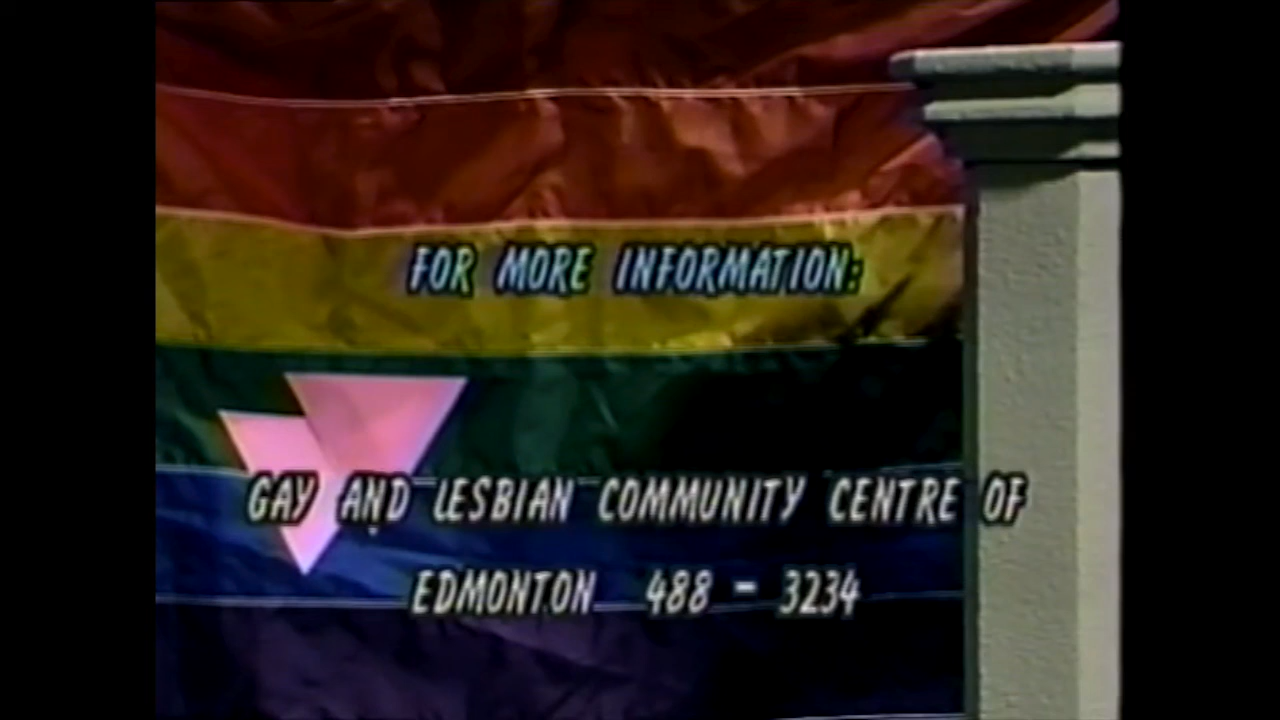 FOR MORE INFORMATION:
GAY AND LESBIAN COMMUNITY CENTRE OF
EDMONTON 488 - 3234